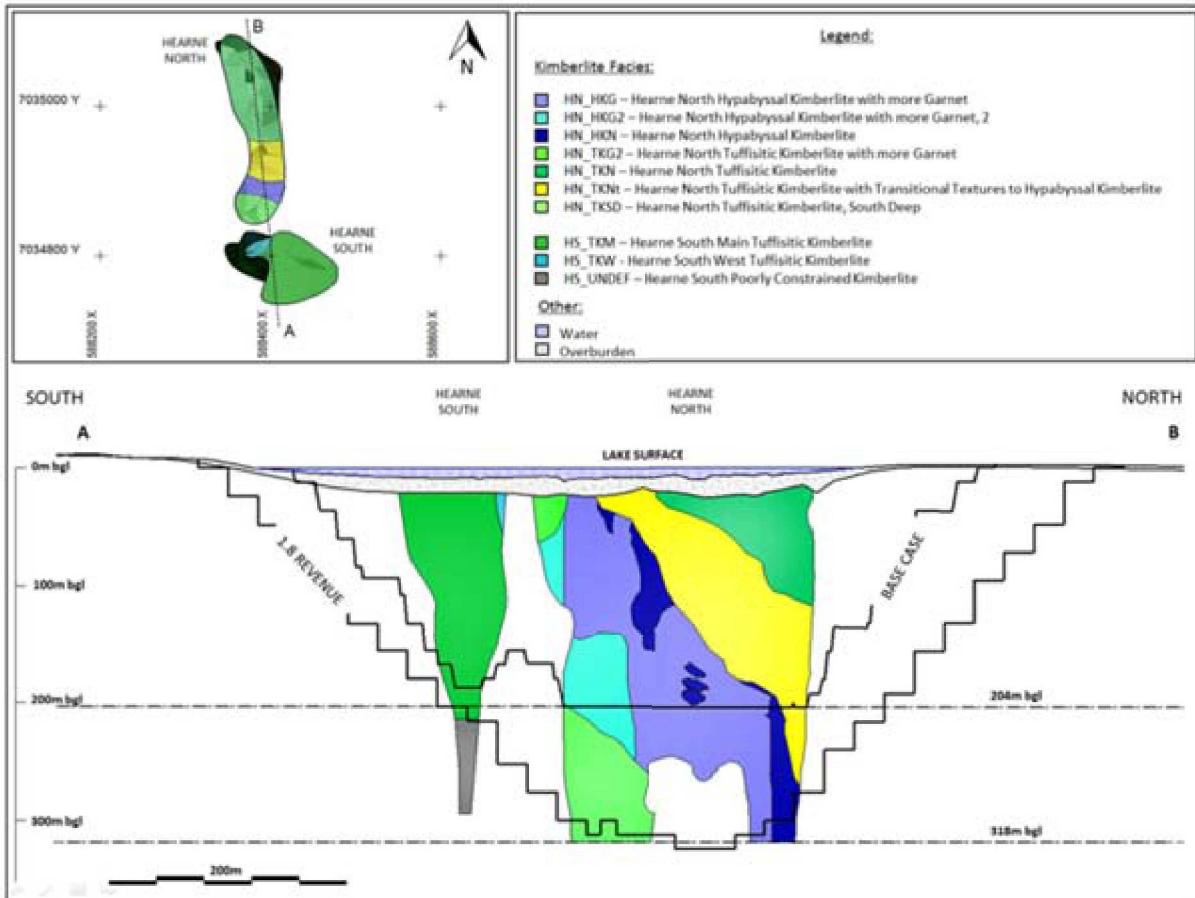 B
HEARNE
NORTH
N
7035000 Y
HEARNE
SOUTH
7034800 Y
A
588200 X
588400 X
588600 X
Legend:
Kimberlite Facies:
HN_HKG – Hearne North Hypabyssal Kimberlite with more Garnet
HN_HKG2 – Hearne North Hypabyssal Kimberlite with more Garnet, 2
HN_HKN – Hearne North Hypabyssal Kimberlite
HN_TKG2 – Hearne North Tuffisitic Kimberlite with more Garnet
HN_TKN – Hearne North Tuffisitic Kimberlite
HN_TKNt – Hearne North Tuffisitic Kimberlite with Transitional Textures to Hypabyssal Kimberlite
HN_TKSD – Hearne North Tuffisitic Kimberlite, South Deep
HS_TKM – Hearne South Main Tuffisitic Kimberlite
HS_TKW - Hearne South West Tuffisitic Kimberlite
HS_UNDEF – Hearne South Poorly Constrained Kimberlite
Other:
Water
Overburden
SOUTH
HEARNE
SOUTH
HEARNE
NORTH
NORTH
A
B
LAKE SURFACE
0m bgl
1.8 REVENUE
BASE CASE
100m bgl
200m bgl
204m bgl
300m bgl
318m bgl
200m